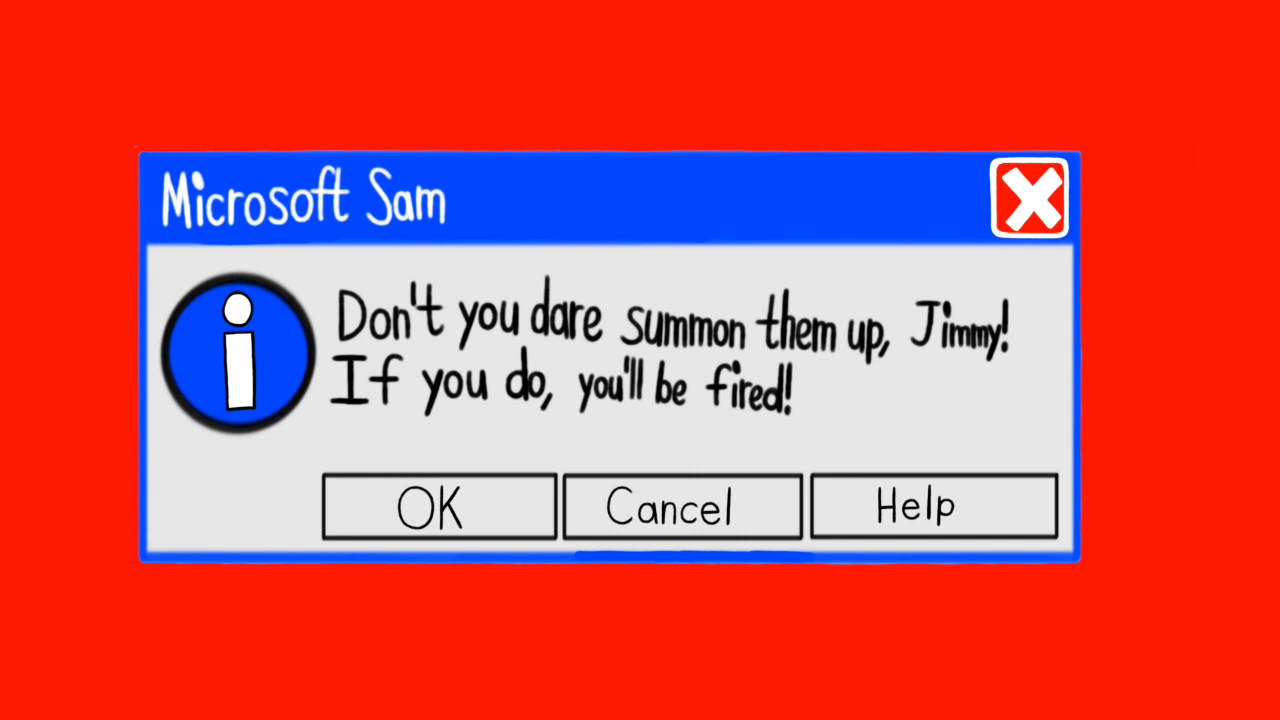 Microsoft Sam
Don't you dare summon them up, Jimmy!
If you do, you'll be fired!
OK
Cancel
Help